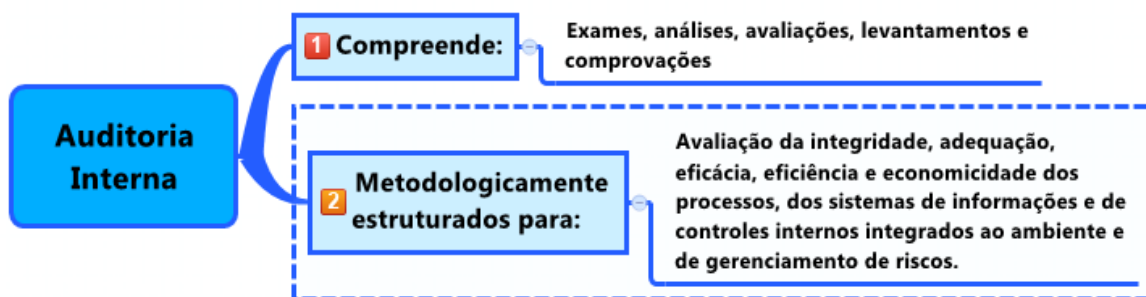 Auditoria
Interna
1 Compreende:
Exames, análises, avaliações, levantamentos e
comprovações
2 Metodologicamente
estruturados para:
Avaliação da integridade, adequação,
eficácia, eficiência e economicidade dos
processos, dos sistemas de informações e de
controles internos integrados ao ambiente e
de gerenciamento de riscos.